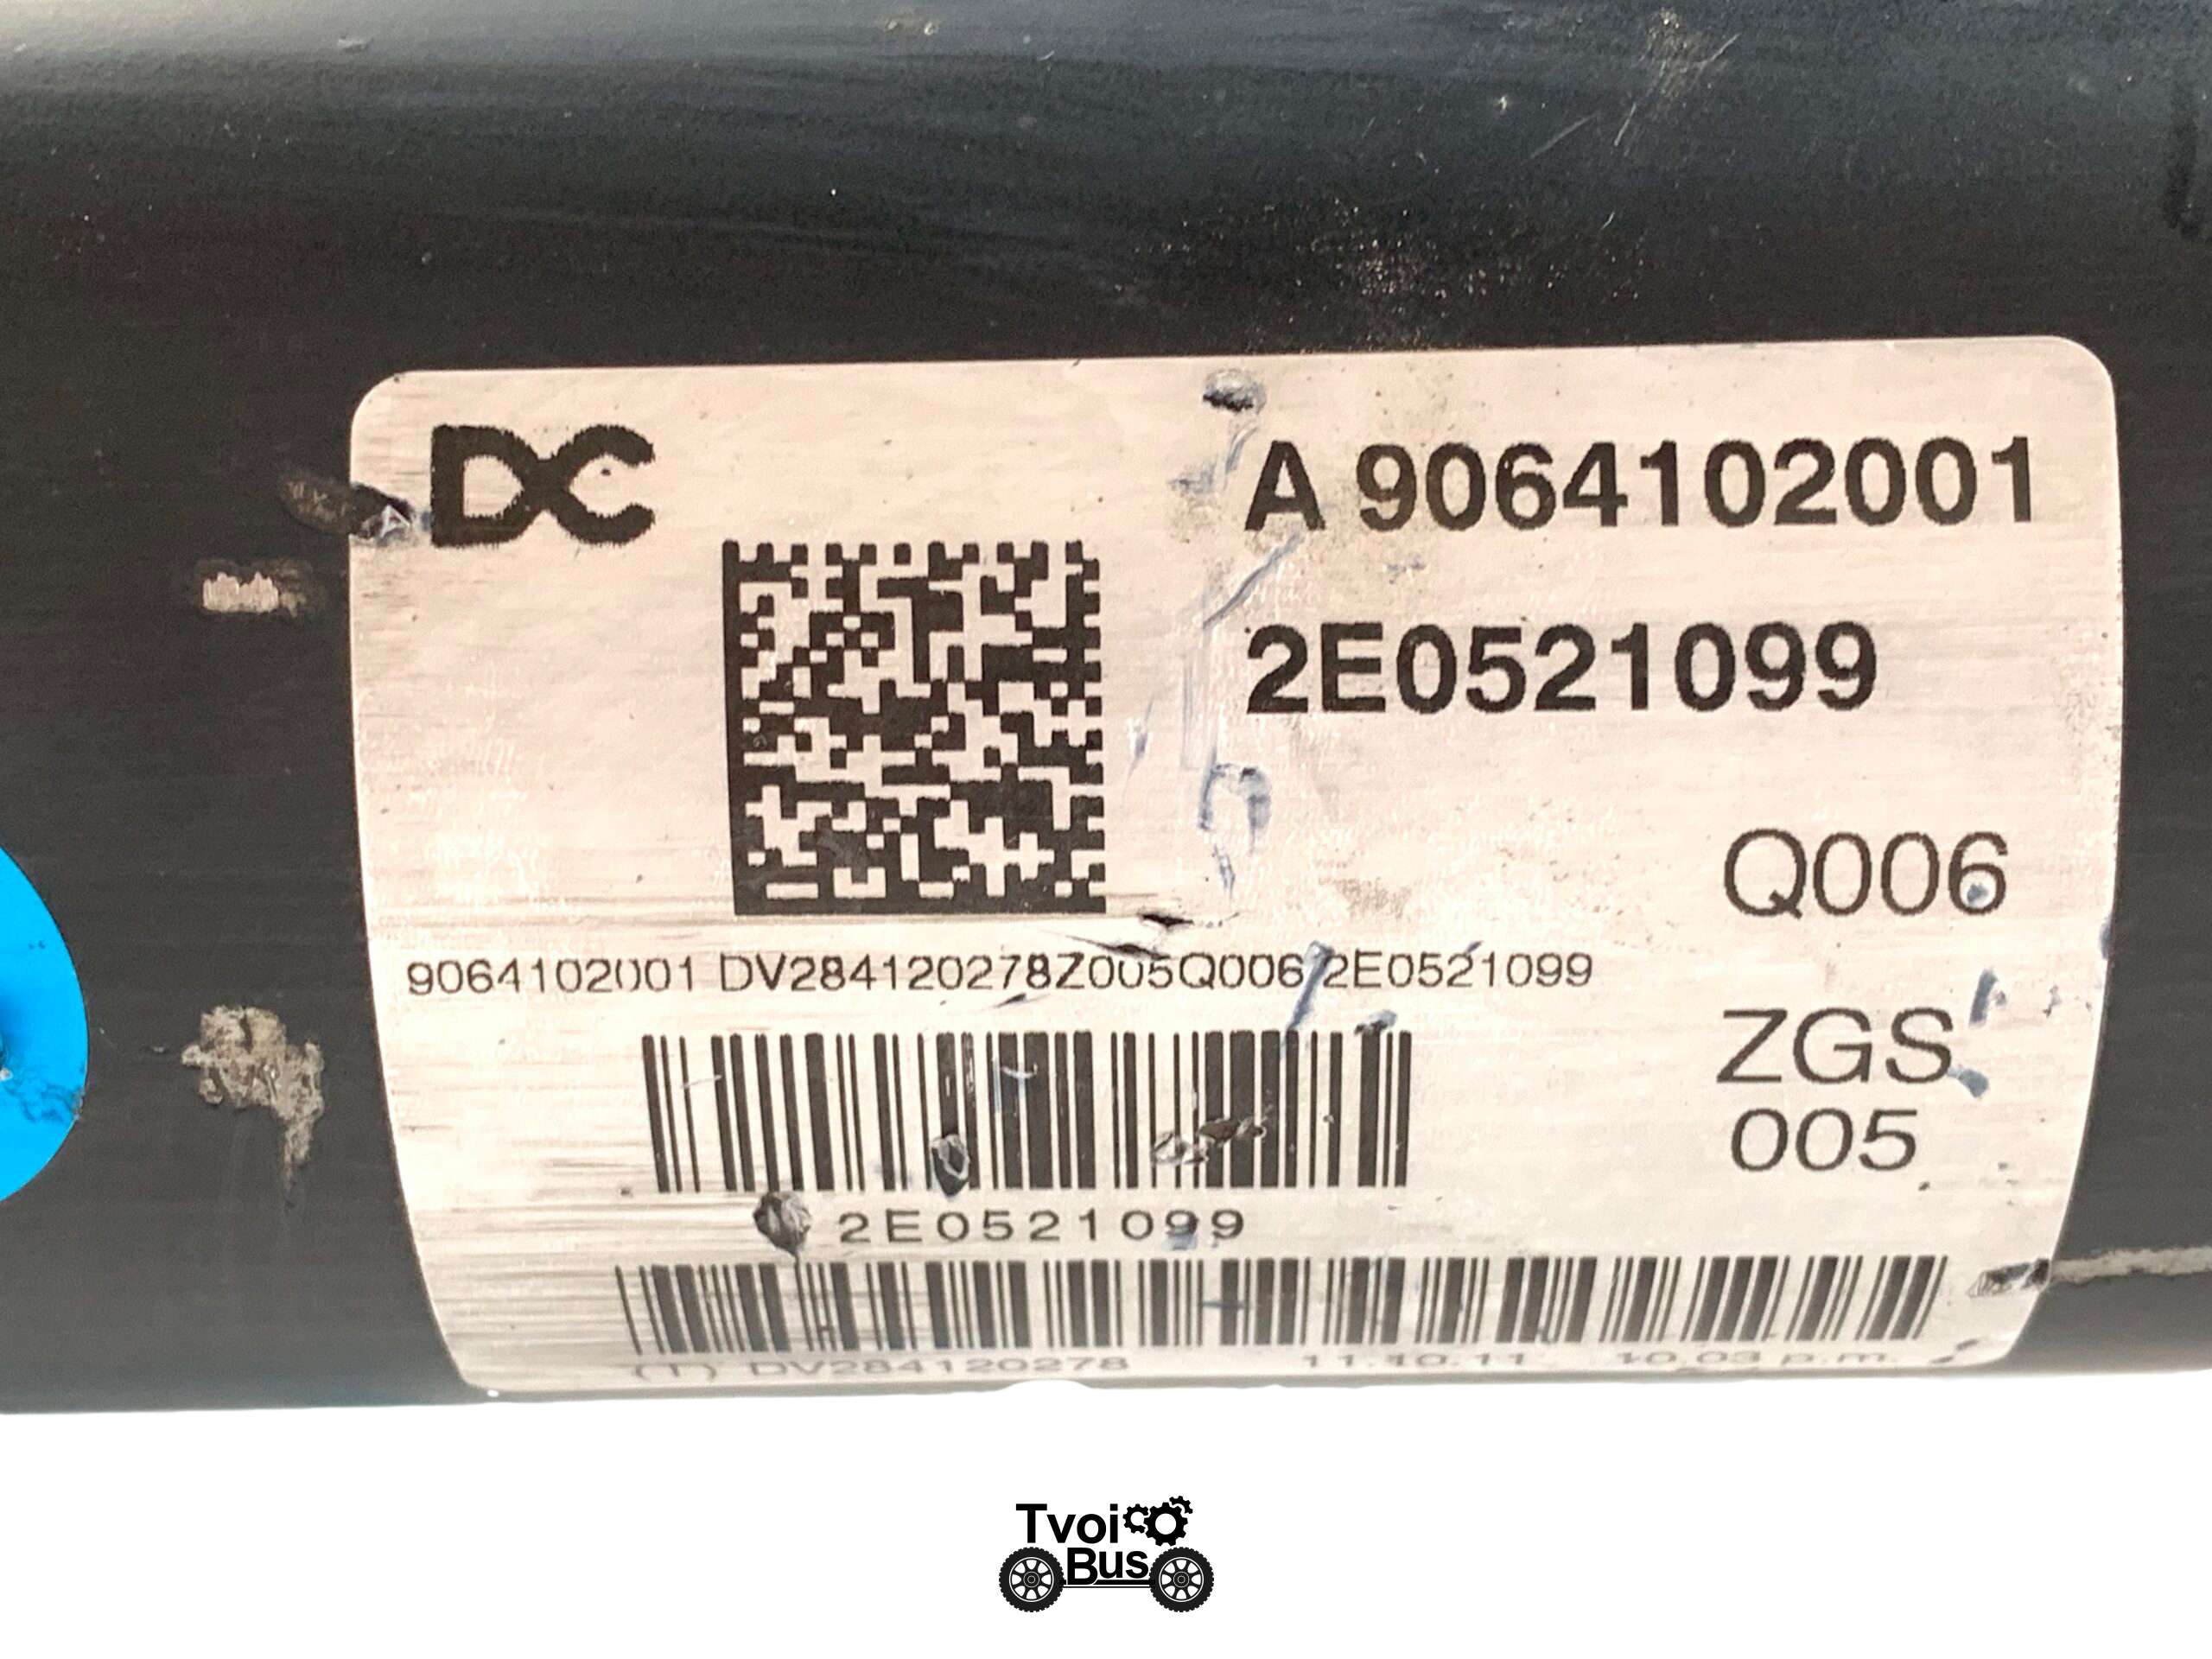 DC
A 9064102001
2E0521099
Q006
9064102001 DV284120278Z005Q006 2E0521099
ZGS
005
2E0521099
(1) DV284120278 11.10.11 10.03 p.m.
Tvoi
Bus